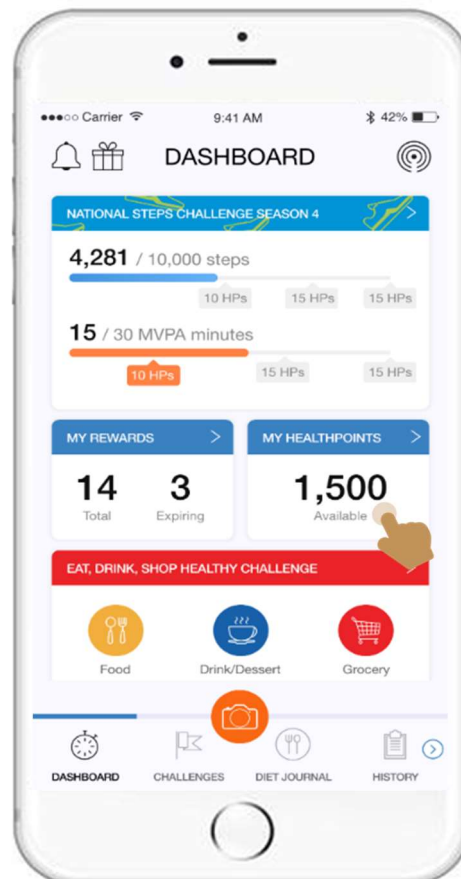 Carrier 9:41 AM 42%
DASHBOARD
NATIONAL STEPS CHALLENGE SEASON 4 >
4,281 / 10,000 steps
10 HPs 15 HPs 15 HPs
15 / 30 MVPA minutes
10 HPs 15 HPs 15 HPs
MY REWARDS > MY HEALTHPOINTS >
14 3 1,500
Total Expiring Available
EAT, DRINK, SHOP HEALTHY CHALLENGE
Food Drink/Dessert Grocery
DASHBOARD CHALLENGES DIET JOURNAL HISTORY